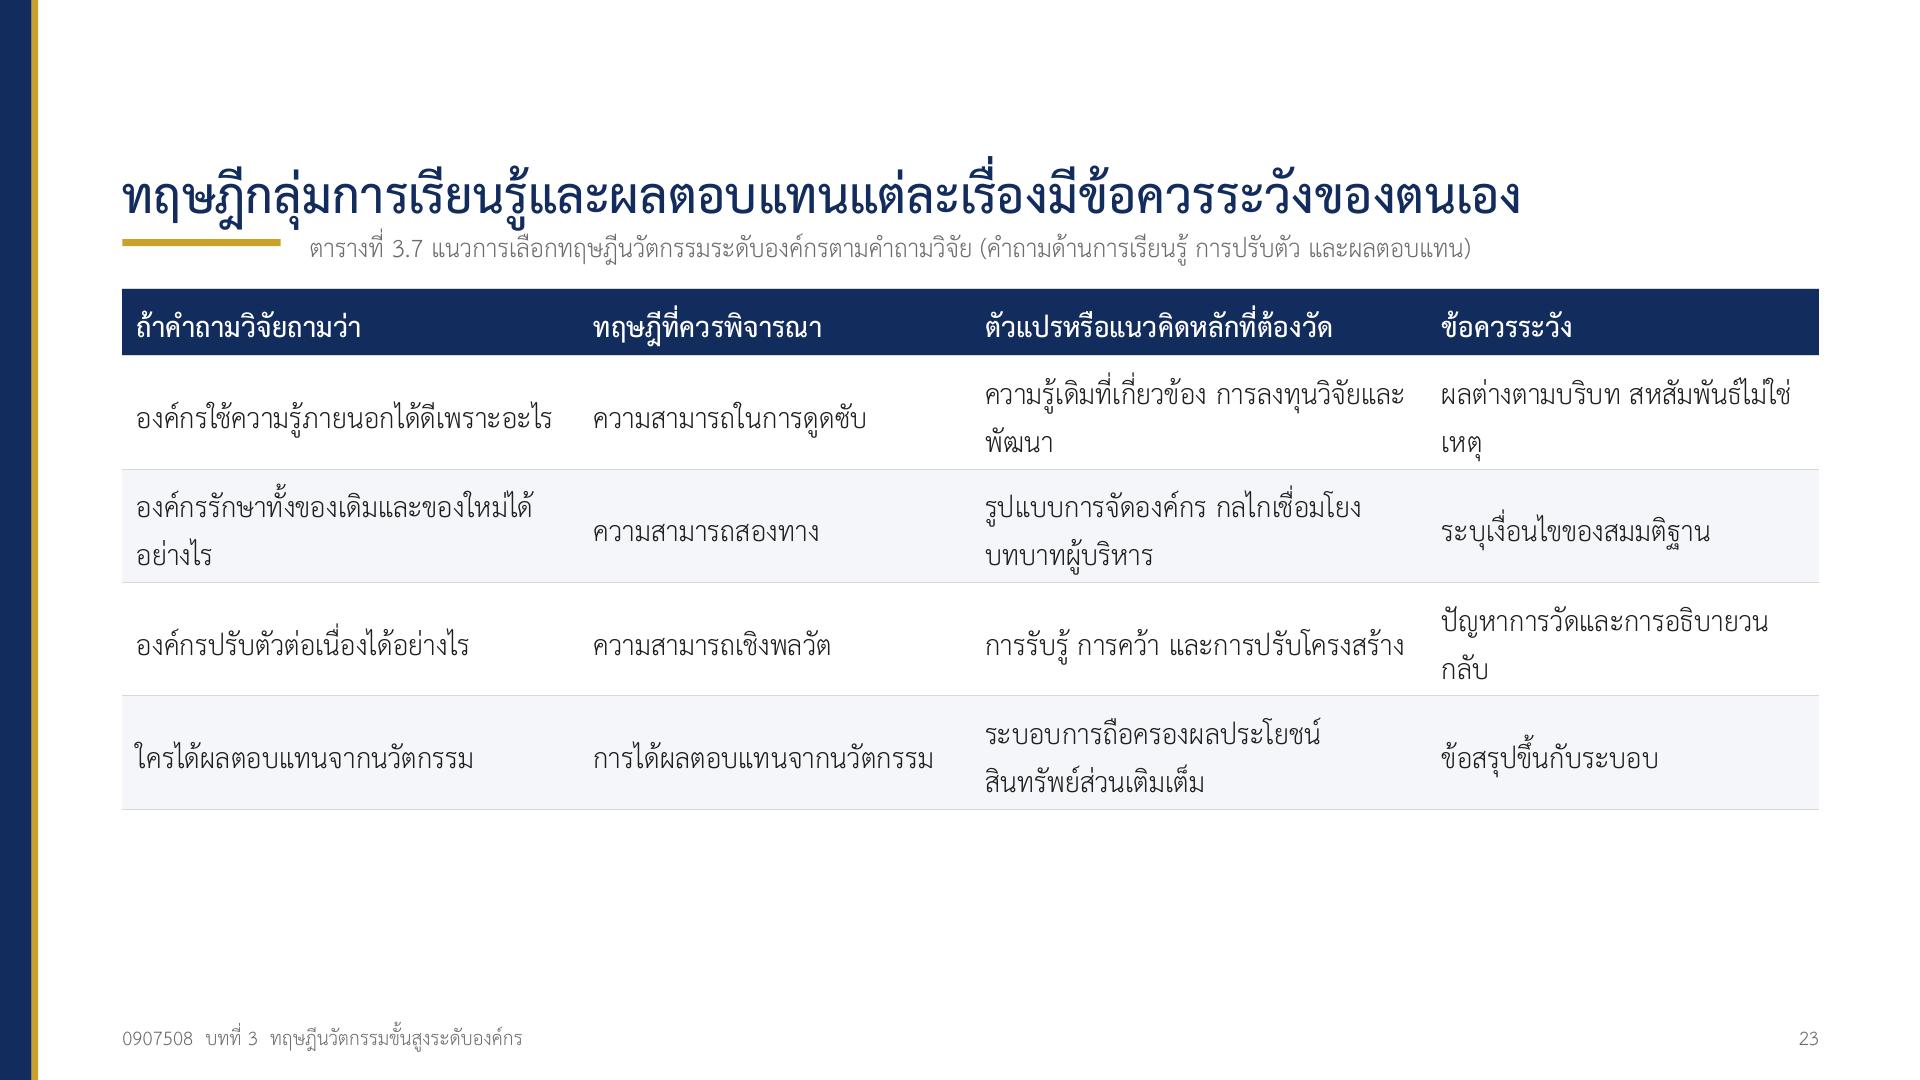 ทฤษฎีกลุ่มการเรียนรู้และผลตอบแทนแต่ละเรื่องมีข้อควรระวังของตนเอง
ตารางที่ 3.7 แนวการเลือกทฤษฎีนวัตกรรมระดับองค์กรตามคำถามวิจัย (คำถามด้านการเรียนรู้ การปรับตัว และผลตอบแทน)
ถ้าคำถามวิจัยถามว่า ทฤษฎีที่ควรพิจารณา ตัวแปรหรือแนวคิดหลักที่ต้องวัด ข้อควรระวัง
องค์กรใช้ความรู้ภายนอกได้ดีเพราะอะไร
ความสามารถในการดูดซับ
ความรู้เดิมที่เกี่ยวข้อง การลงทุนวิจัยและ
พัฒนา
ผลต่างตามบริบท สหสัมพันธ์ไม่ใช่
เหตุ
องค์กรรักษาทั้งของเดิมและของใหม่ได้
อย่างไร
ความสามารถสองทาง
รูปแบบการจัดองค์กร กลไกเชื่อมโยง
บทบาทผู้บริหาร
ระบุเงื่อนไขของสมมติฐาน
องค์กรปรับตัวต่อเนื่องได้อย่างไร
ความสามารถเชิงพลวัต
การรับรู้ การคว้า และการปรับโครงสร้าง
ปัญหาการวัดและการอธิบายวน
กลับ
ใครได้ผลตอบแทนจากนวัตกรรม
การได้ผลตอบแทนจากนวัตกรรม
ระบอบการถือครองผลประโยชน์
สินทรัพย์ส่วนเติมเต็ม
ข้อสรุปขึ้นกับระบอบ
0907508 บทที่ 3 ทฤษฎีนวัตกรรมขั้นสูงระดับองค์กร
23